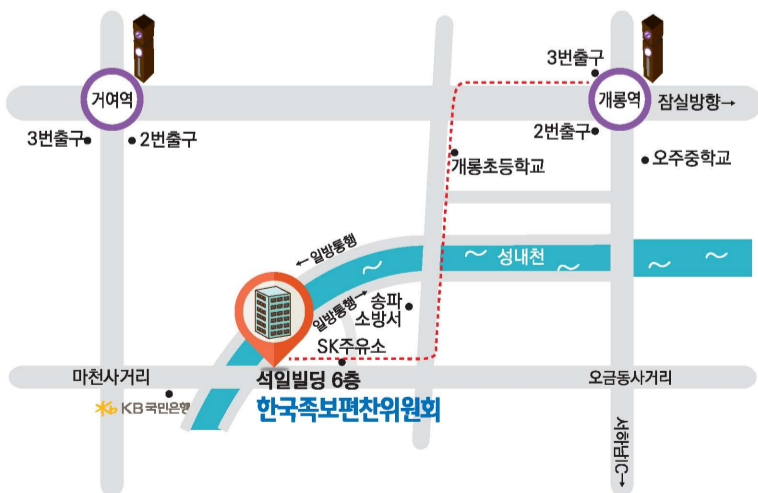 3번출구
거여역
개롱역
잠실방향→
3번출구
2번출구
2번출구
개롱초등학교
오주중학교
←일방통행
성내천
일방통행→
송파
소방서
SK주유소
마천사거리
석일빌딩 6층
오금동사거리
KB국민은행
한국족보편찬위원회
서하남IC→